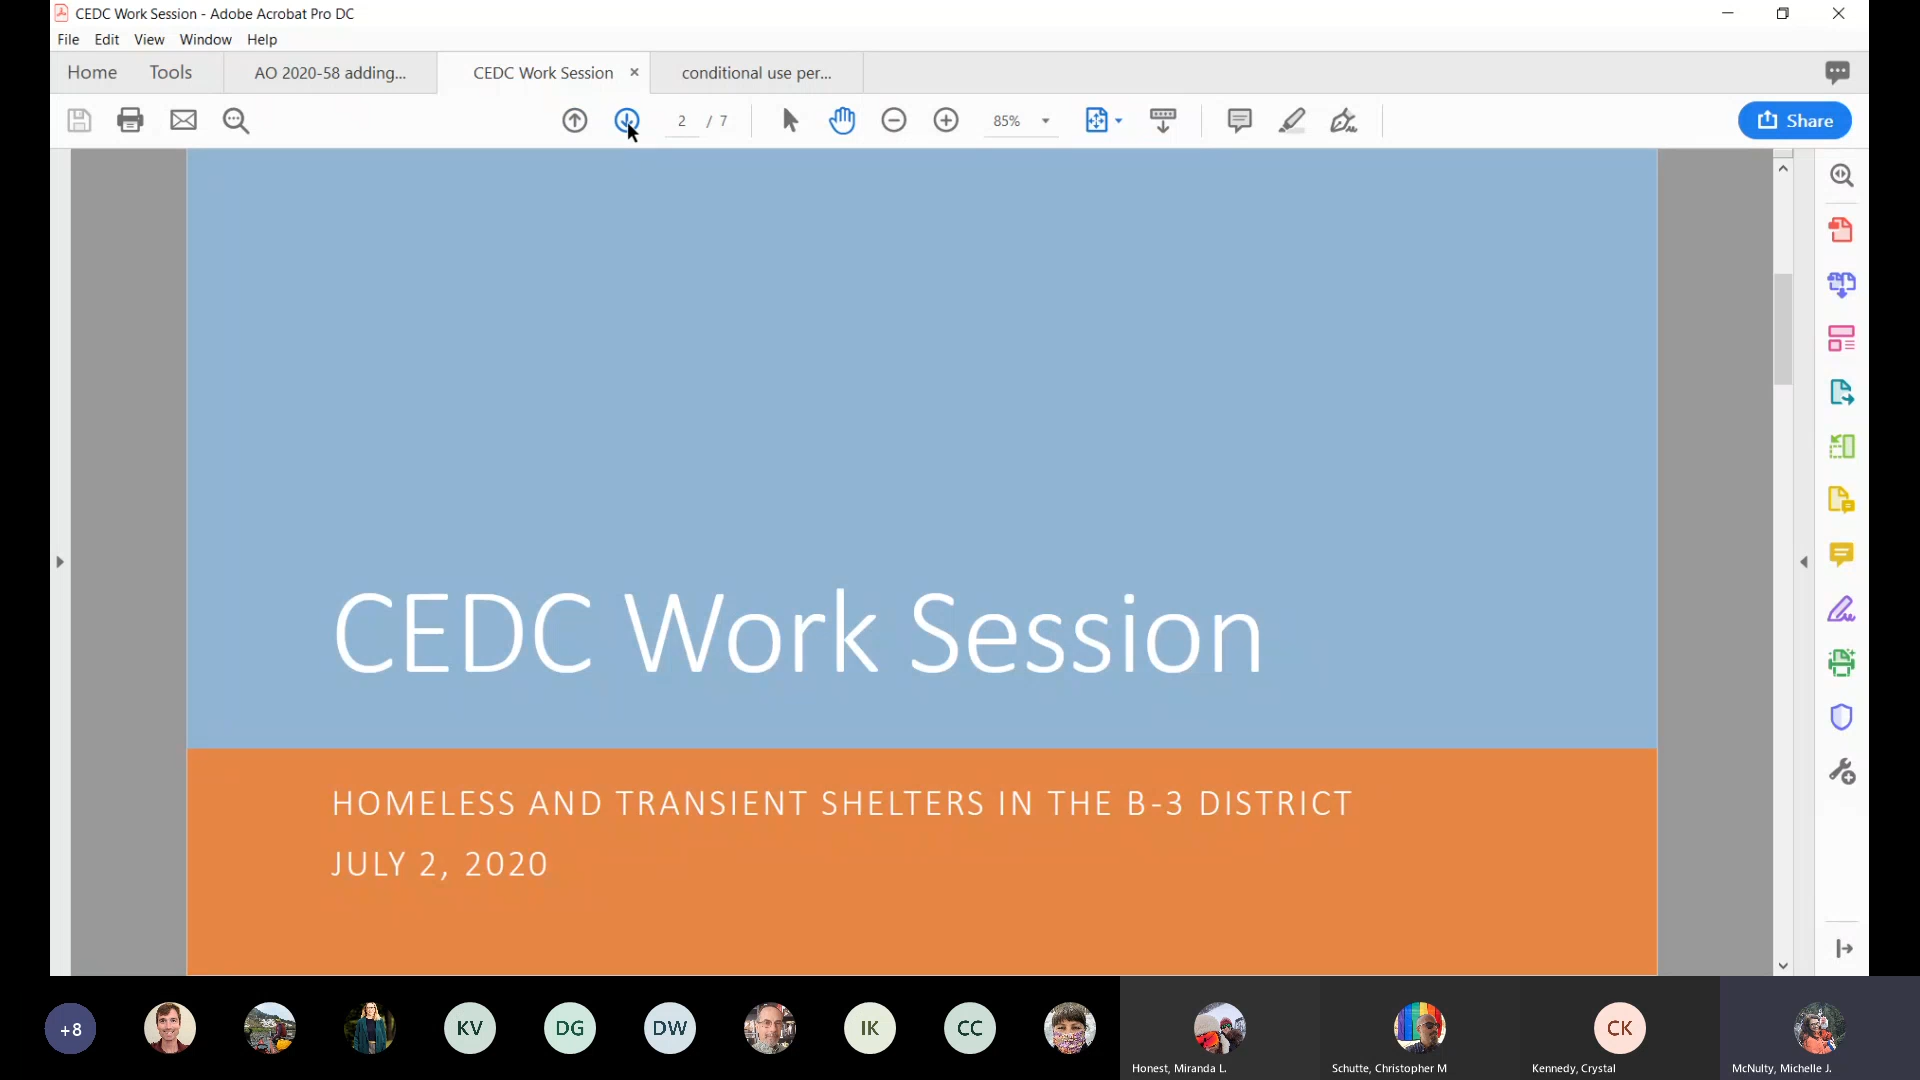 CEDC Work Session - Adobe Acrobat Pro DC
File Edit View Window Help
Home Tools AO 2020-58 adding... CEDC Work Session × conditional use per...
2 / 7 85% Share
CEDC Work Session
HOMELESS AND TRANSIENT SHELTERS IN THE B-3 DISTRICT
JULY 2, 2020
+8 KV DG DW IK CC CK
Honest, Miranda L. Schutte, Christopher M Kennedy, Crystal McNulty, Michelle J.